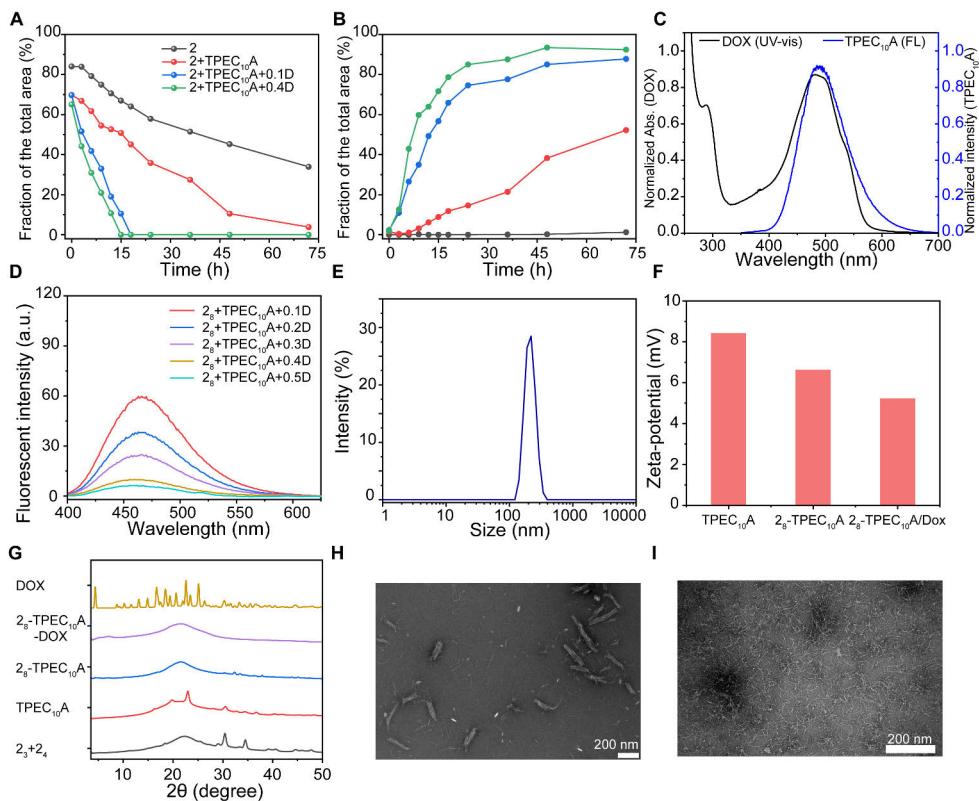 A
Fraction of the total area (%)
100
80
60
40
20
0
0 15 30 45 60 75
Time (h)
2
2+TPEC₁₀A
2+TPEC₁₀A+0.1D
2+TPEC₁₀A+0.4D
B
Fraction of the total area (%)
100
80
60
40
20
0
0 15 30 45 60 75
Time (h)
C
Normalized Abs. (DOX)
1.0
0.8
0.6
0.4
0.2
0.0
DOX (UV-vis)
TPEC₁₀A (FL)
1.0
0.8
0.6
0.4
0.2
0.0
Normalized Intensity (TPEC₁₀A)
300 400 500 600 700
Wavelength (nm)
D
Fluorescent intensity (a.u.)
120
90
60
30
0
400 450 500 550 600
Wavelength (nm)
2₈+TPEC₁₀A+0.1D
2₈+TPEC₁₀A+0.2D
2₈+TPEC₁₀A+0.3D
2₈+TPEC₁₀A+0.4D
2₈+TPEC₁₀A+0.5D
E
Intensity (%)
30
20
10
0
1 10 100 1000 10000
Size (nm)
F
Zeta-potential (mV)
10
8
6
4
2
0
TPEC₁₀A 2₈-TPEC₁₀A 2₈-TPEC₁₀A/Dox
G
DOX
2₈-TPEC₁₀A
-DOX
2₈-TPEC₁₀A
TPEC₁₀A
2₃+2₄
10 20 30 40 50
2θ (degree)
H
200 nm
I
200 nm